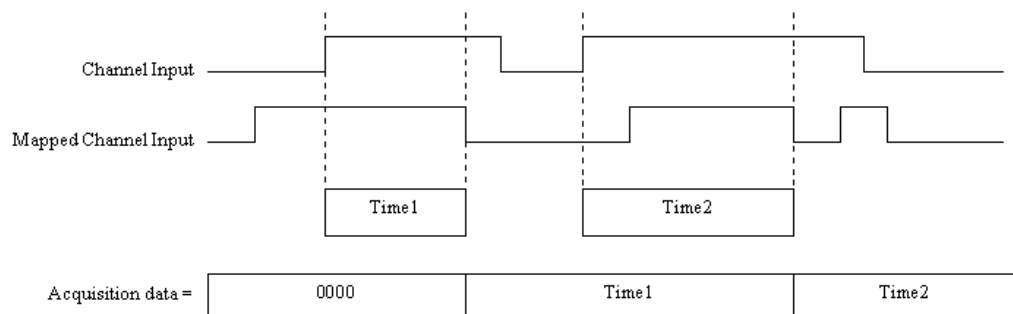 Channel Input
Mapped Channel Input
Time1 Time2
Acquisition data = 0000 Time1 Time2